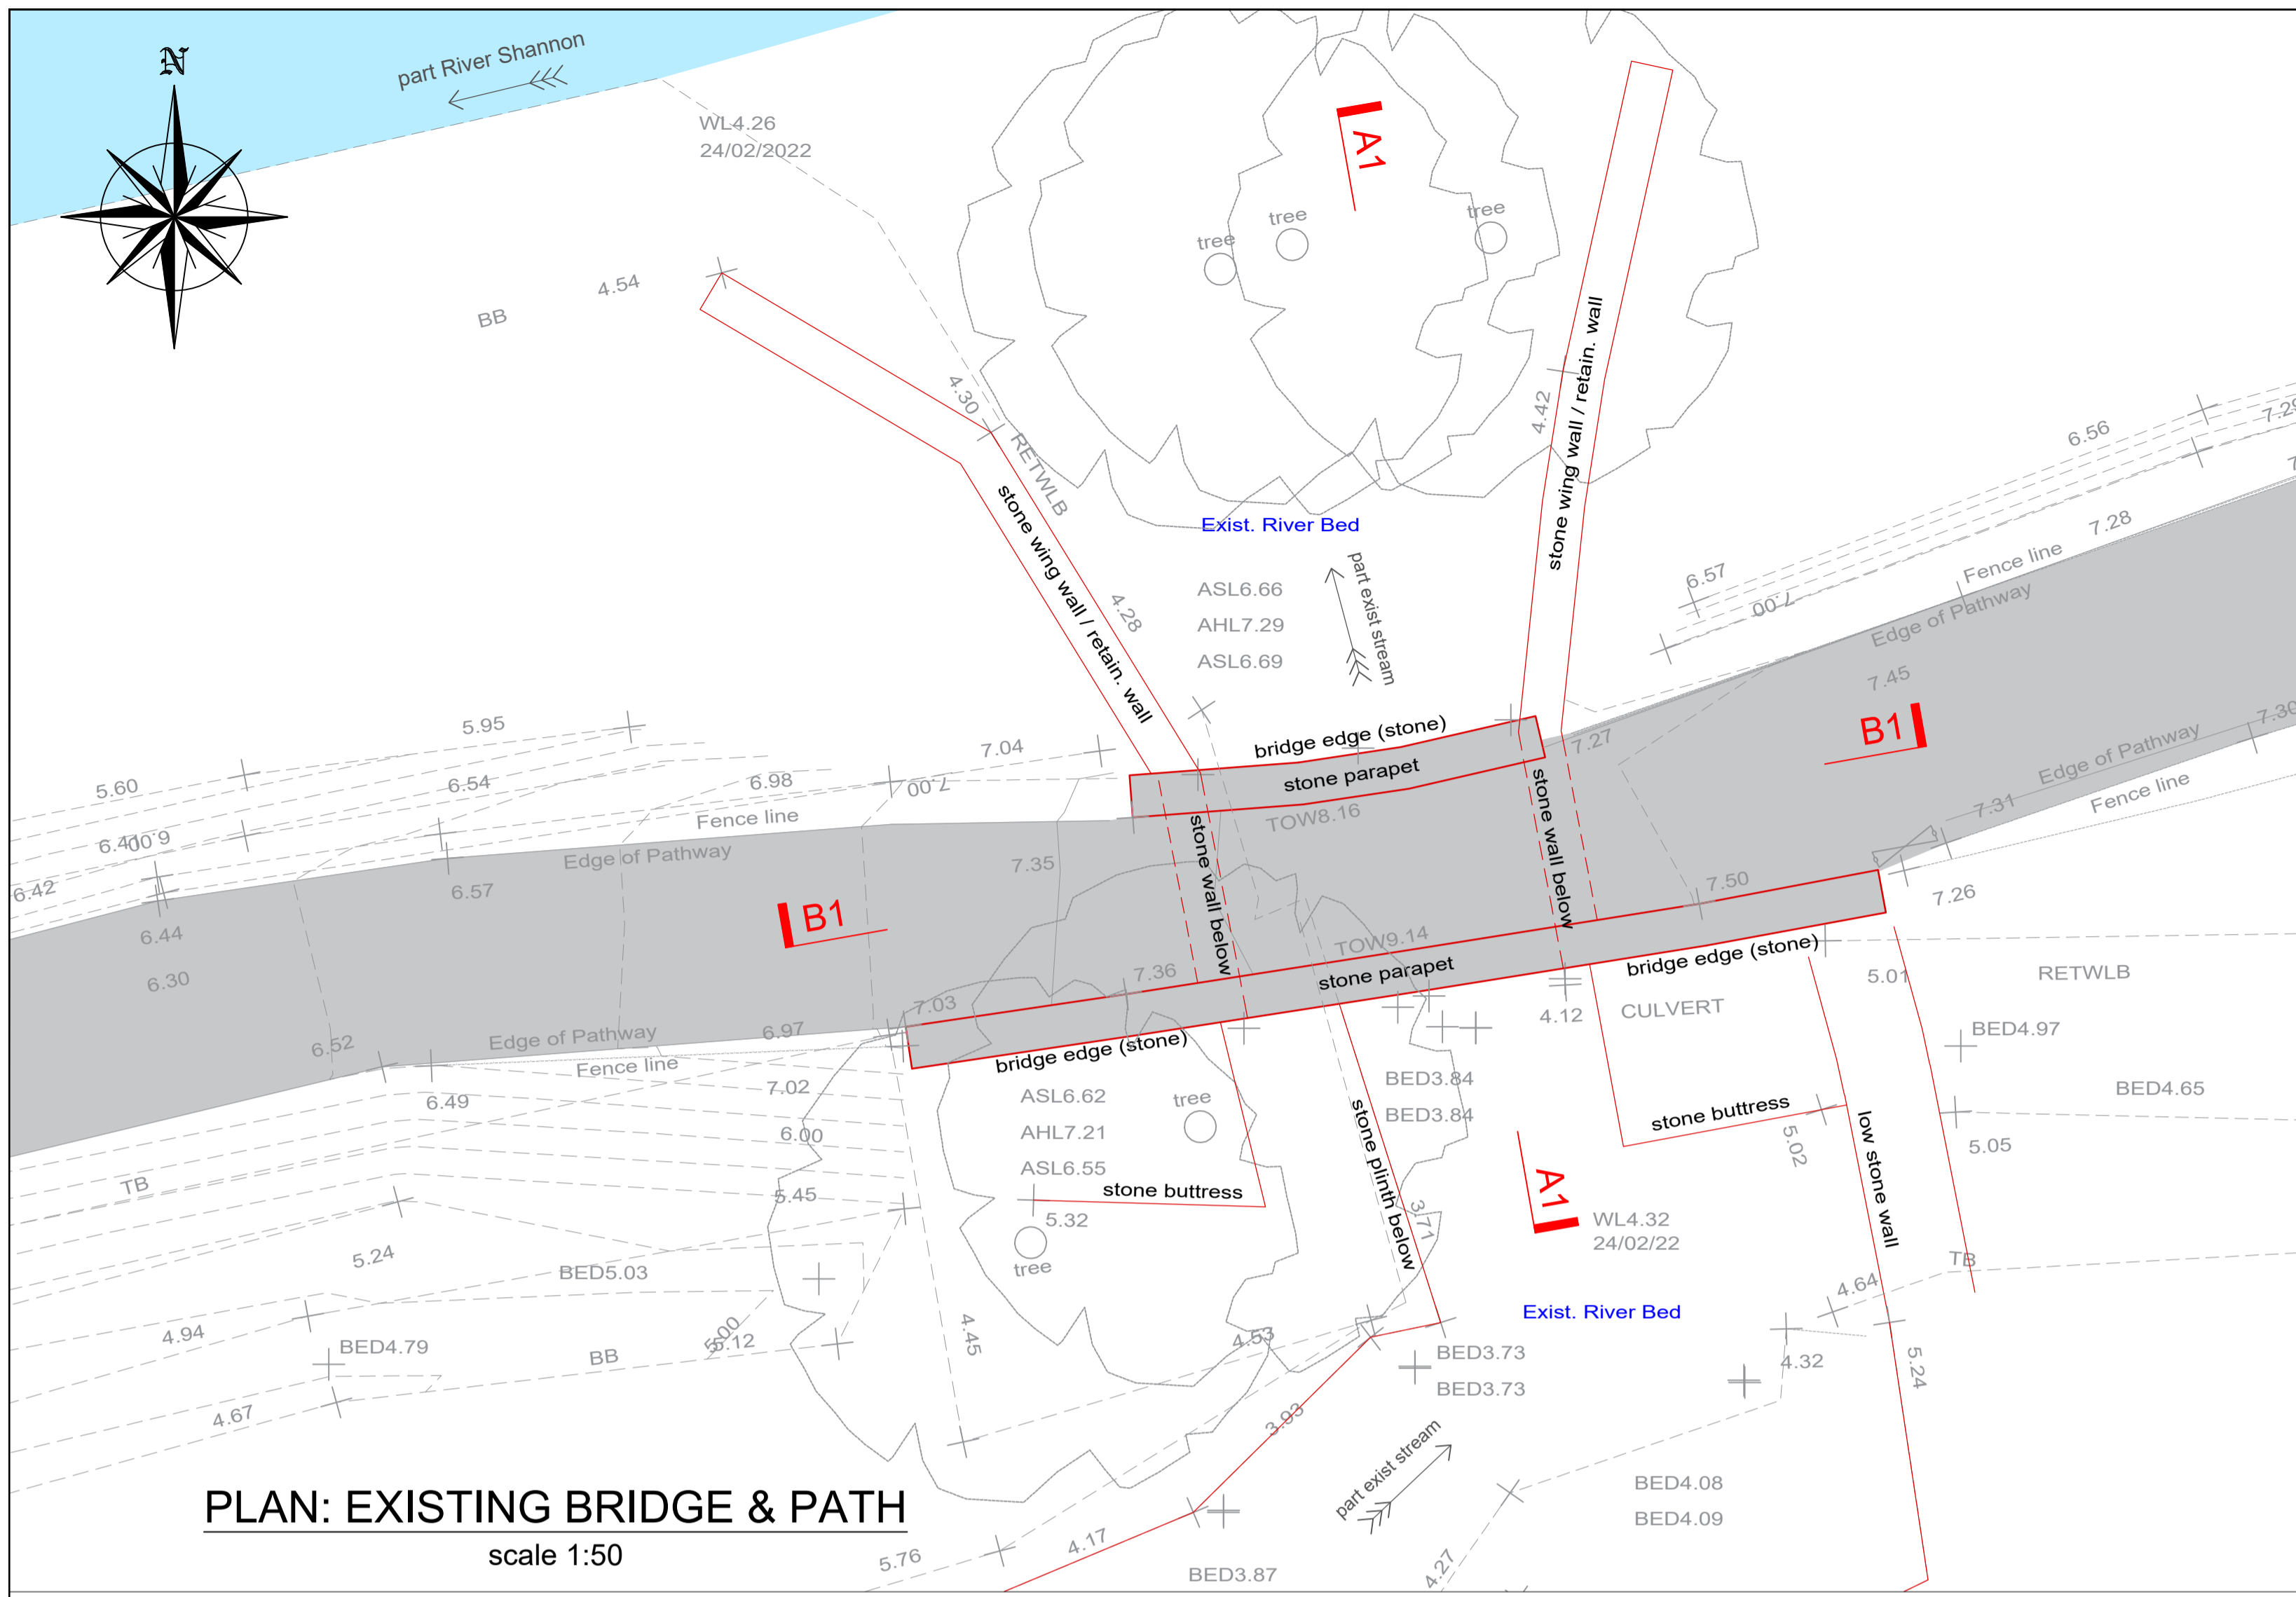 N
part River Shannon
WL4.26
24/02/2022
A1
tree
tree
tree
4.54
BB
4.30
RETWLB
stone wing wall / retain. wall
4.28
4.42
stone wing wall / retain. wall
6.56
7.29
Exist. River Bed
ASL6.66
AHL7.29
ASL6.69
part exist stream
6.57
7.00
7.28
Fence line
Edge of Pathway
7.45
B1
7.30
Edge of Pathway
7.31
Fence line
7.26
5.60
5.95
6.54
6.98
7.04
7.00
Fence line
Edge of Pathway
6.41
6.00
6.42
6.44
6.30
6.57
7.35
B1
bridge edge (stone)
stone parapet
TOW8.16
7.27
stone wall below
stone wall below
7.50
TOW9.14
7.36
stone parapet
bridge edge (stone)
7.03
6.97
Edge of Pathway
6.52
Fence line
bridge edge (stone)
7.02
6.49
6.00
5.45
TB
5.24
BED5.03
4.94
BED4.79
BB
5.00
5.12
4.67
4.45
ASL6.62
AHL7.21
ASL6.55
tree
stone buttress
5.32
tree
4.53
stone plinth below
3.71
BED3.84
BED3.84
4.12
CULVERT
5.01
RETWLB
BED4.97
BED4.65
5.05
stone buttress
5.02
low stone wall
A1
WL4.32
24/02/22
TB
4.64
Exist. River Bed
BED3.73
BED3.73
4.32
5.24
3.93
part exist stream
BED4.08
BED4.09
4.27
4.17
5.76
BED3.87
PLAN: EXISTING BRIDGE & PATH
scale 1:50